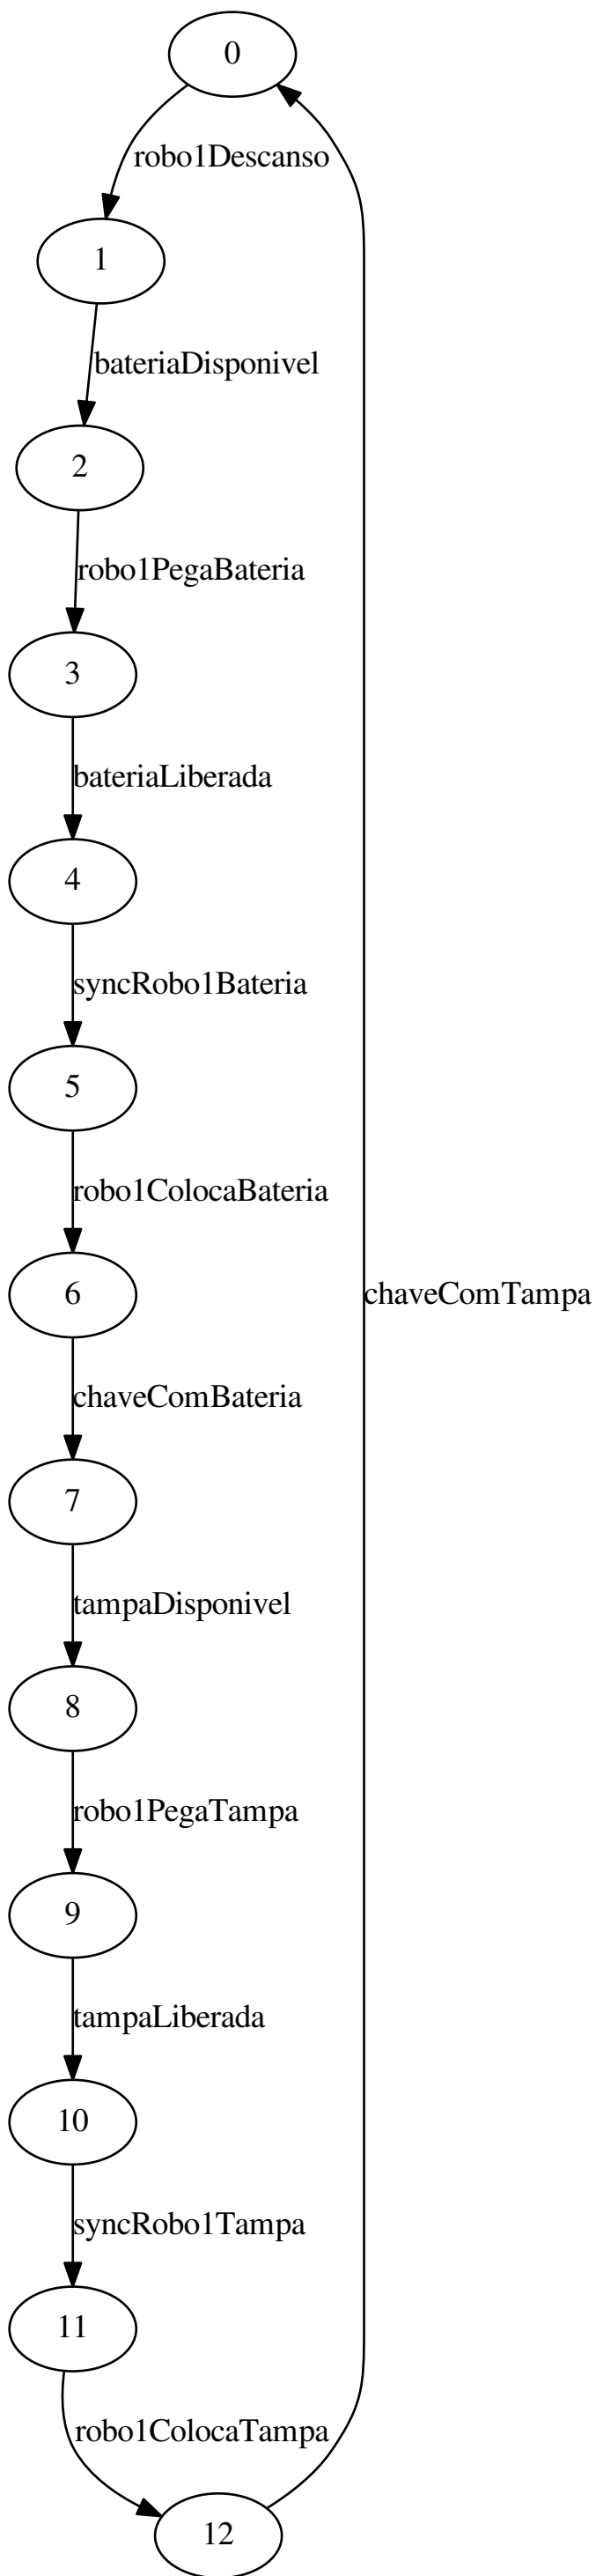 0
robo1Descanso
1
bateriaDisponivel
2
robo1PegaBateria
3
bateriaLiberada
4
syncRobo1Bateria
5
robo1ColocaBateria
6
chaveComTampa
chaveComBateria
7
tampaDisponivel
8
robo1PegaTampa
9
tampaLiberada
10
syncRobo1Tampa
11
robo1ColocaTampa
12